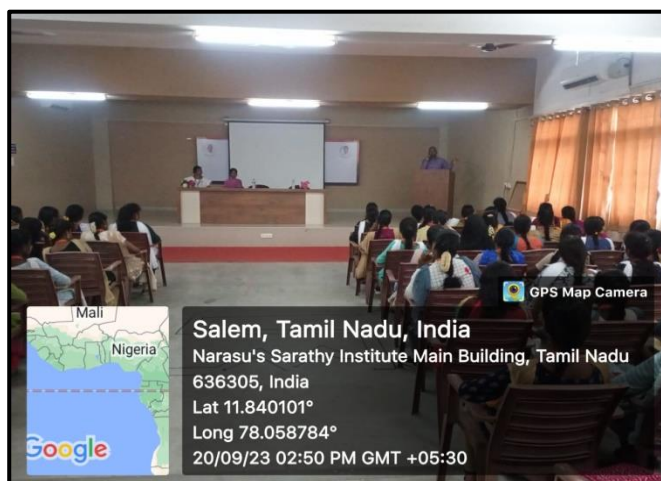 GPS Map Camera
Mali
Nigeria
Google
Salem, Tamil Nadu, India
Narasu's Sarathy Institute Main Building, Tamil Nadu
636305, India
Lat 11.840101°
Long 78.058784°
20/09/23 02:50 PM GMT +05:30